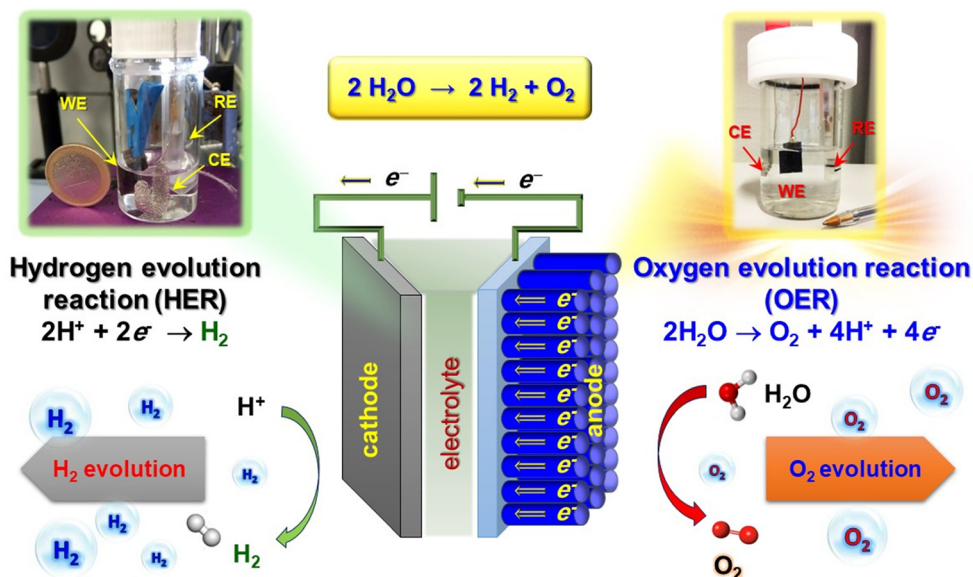 WE
RE
CE
2 H₂O → 2 H₂ + O₂
CE
RE
WE
e⁻
e⁻
Hydrogen evolution
reaction (HER)
2H⁺ + 2e⁻ → H₂
Oxygen evolution reaction
(OER)
2H₂O → O₂ + 4H⁺ + 4e⁻
cathode
electrolyte
anode
e⁻
e⁻
e⁻
e⁻
e⁻
e⁻
e⁻
e⁻
e⁻
e⁻
H₂
H₂
H⁺
H₂ evolution
H₂
H₂
H₂
H₂
H₂
H₂O
O₂
O₂
O₂
O₂ evolution
O₂
O₂